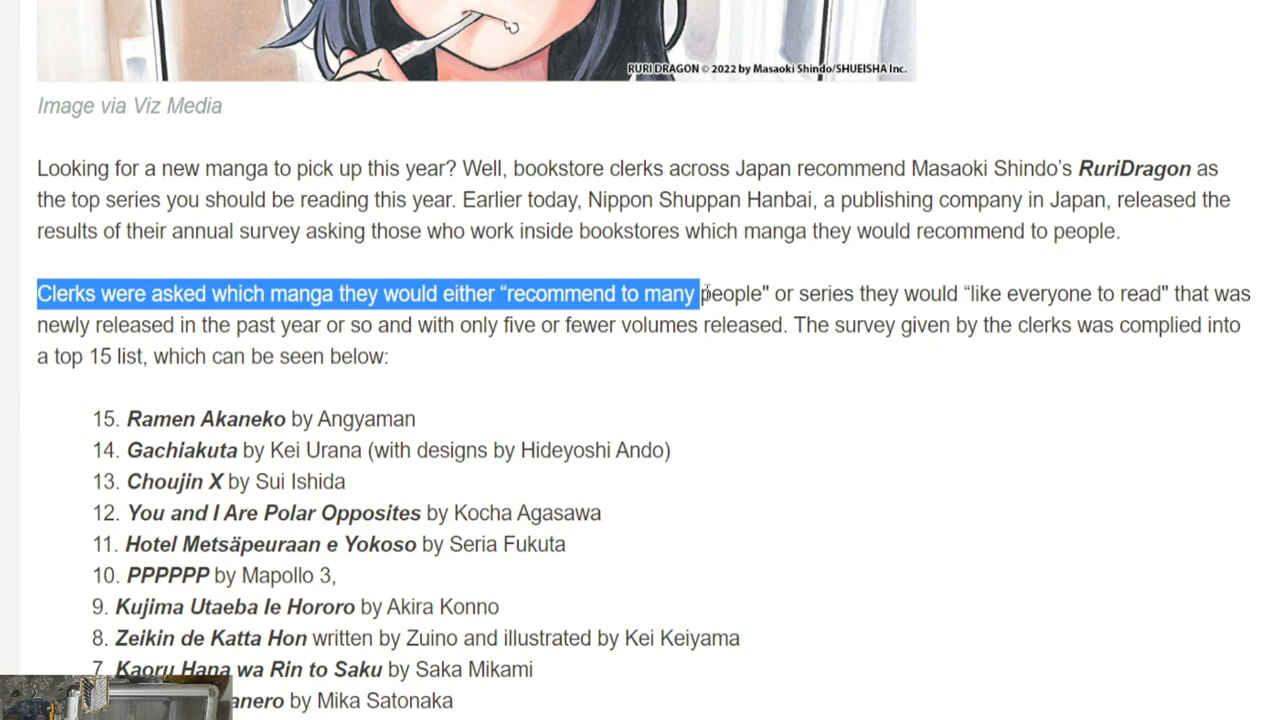 RURI DRAGON © 2022 by Masaoki Shindo/SHUEISHA Inc.
Image via Viz Media
Looking for a new manga to pick up this year? Well, bookstore clerks across Japan recommend Masaoki Shindo’s RuriDragon as
the top series you should be reading this year. Earlier today, Nippon Shuppan Hanbai, a publishing company in Japan, released the
results of their annual survey asking those who work inside bookstores which manga they would recommend to people.
Clerks were asked which manga they would either “recommend to many people" or series they would “like everyone to read" that was
newly released in the past year or so and with only five or fewer volumes released. The survey given by the clerks was complied into
a top 15 list, which can be seen below:
15. Ramen Akaneko by Angyaman
14. Gachiakuta by Kei Urana (with designs by Hideyoshi Ando)
13. Choujin X by Sui Ishida
12. You and I Are Polar Opposites by Kocha Agasawa
11. Hotel Metsäpeuraan e Yokoso by Seria Fukuta
10. PPPPPP by Mapollo 3,
9. Kujima Utaeba Ie Hororo by Akira Konno
8. Zeikin de Katta Hon written by Zuino and illustrated by Kei Keiyama
7. Kaoru Hana wa Rin to Saku by Saka Mikami
anero by Mika Satonaka